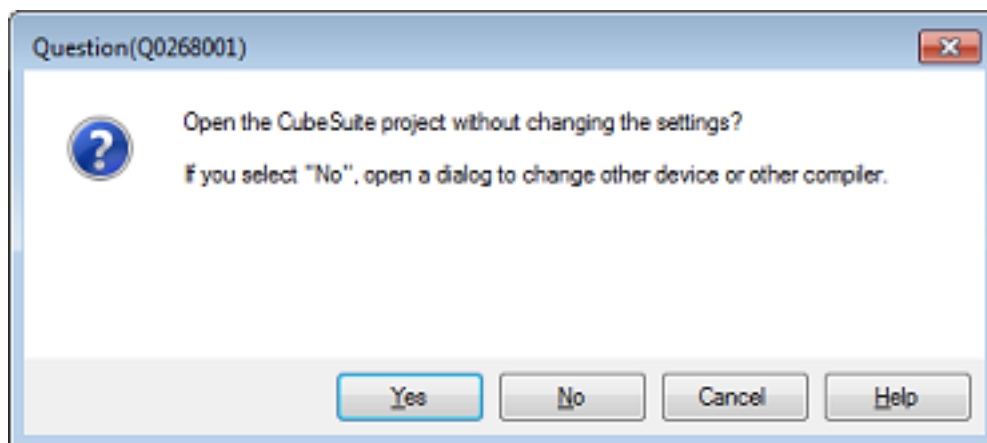 Question(Q0268001)
Open the CubeSuite project without changing the settings?
If you select "No", open a dialog to change other device or other compiler.
Yes No Cancel Help